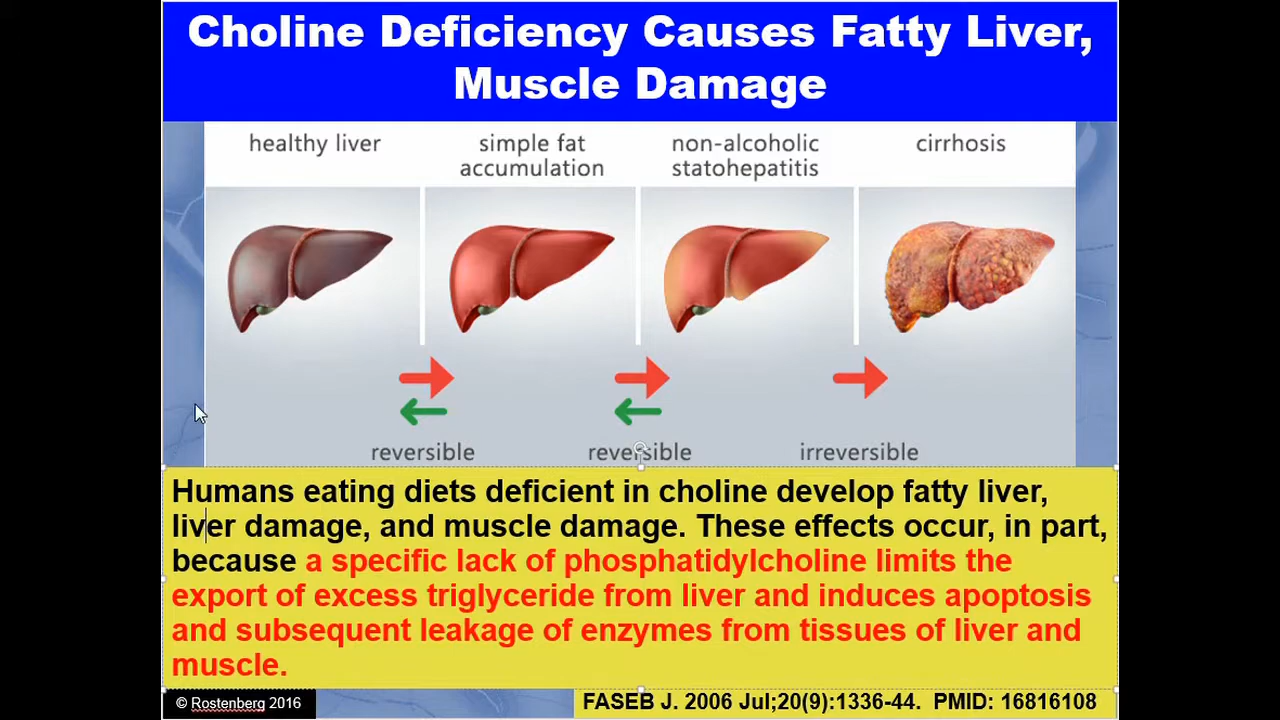 Choline Deficiency Causes Fatty Liver,
Muscle Damage
healthy liver
simple fat
accumulation
non-alcoholic
statohepatitis
cirrhosis
reversible
reversible
irreversible
Humans eating diets deficient in choline develop fatty liver,
liver damage, and muscle damage. These effects occur, in part,
because a specific lack of phosphatidylcholine limits the
export of excess triglyceride from liver and induces apoptosis
and subsequent leakage of enzymes from tissues of liver and
muscle.
© Rostenberg 2016
FASEB J. 2006 Jul;20(9):1336-44. PMID: 16816108